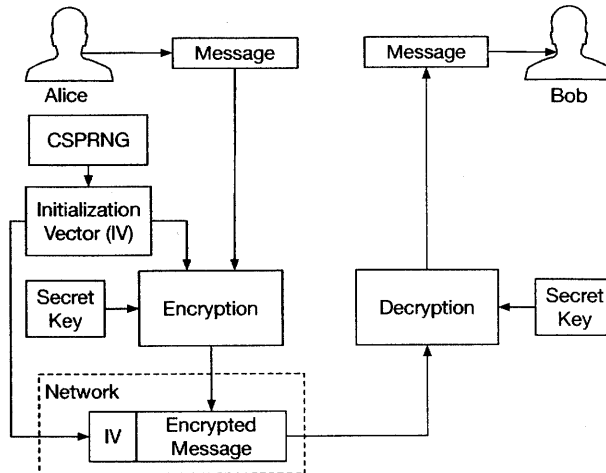 Message
Message
Alice
Bob
CSPRNG
Initialization
Vector (IV)
Secret
Key
Encryption
Decryption
Secret
Key
Network
IV
Encrypted
Message